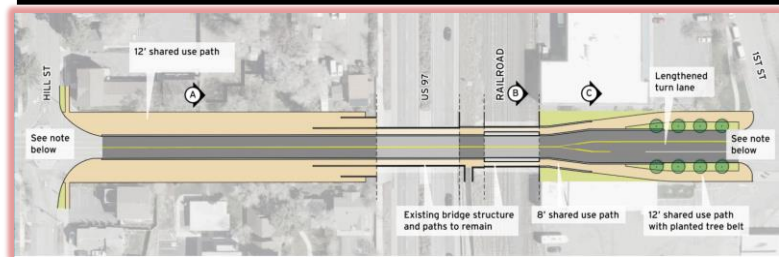 12' shared use path
HILL ST
A
See note
below
US 97
RAILROAD
B
C
Lengthened
turn lane
1ST ST
See note
below
Existing bridge structure
and paths to remain
8' shared use path
12' shared use path
with planted tree belt